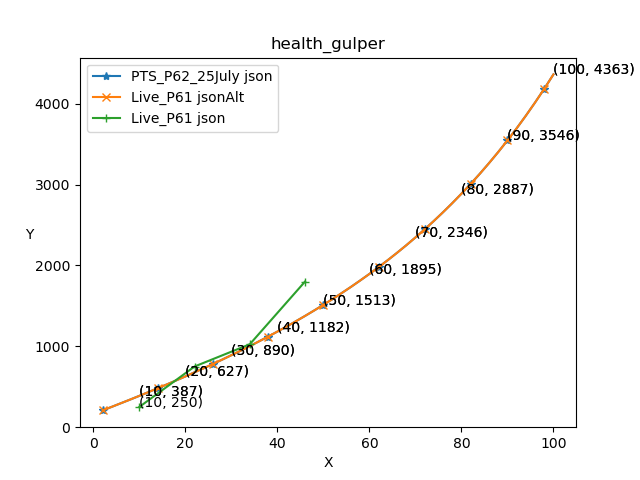 health_gulper
PTS_P62_25July json
Live_P61 jsonAlt
Live_P61 json
(100, 4363)
4000
(90, 3546)
3000
(80, 2887)
(70, 2346)
Y
2000
(60, 1895)
(50, 1513)
(40, 1182)
1000
(30, 890)
(20, 627)
(10, 387)
(10, 250)
0
0 20 40 60 80 100
X